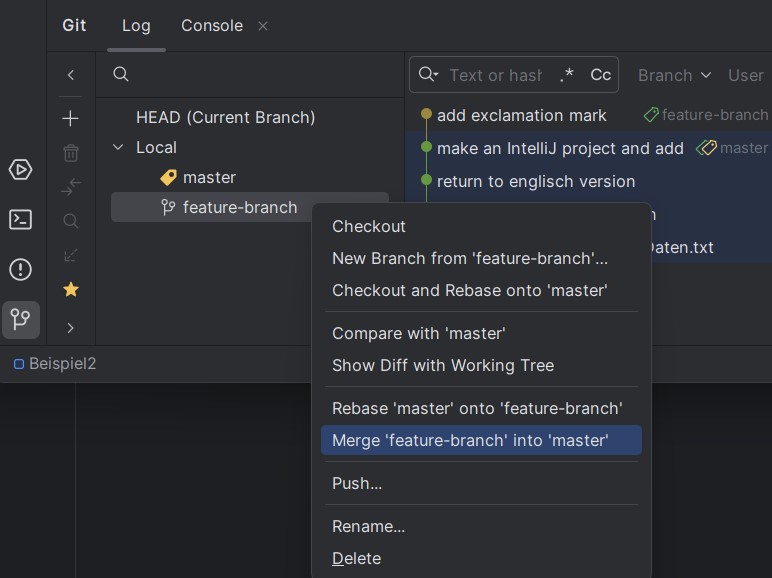 Git Log Console
Text or hash .* Cc Branch User
HEAD (Current Branch)
Local
master
feature-branch
add exclamation mark feature-branch
make an IntelliJ project and add master
return to englisch version
Daten.txt
Checkout
New Branch from 'feature-branch'...
Checkout and Rebase onto 'master'
Compare with 'master'
Show Diff with Working Tree
Rebase 'master' onto 'feature-branch'
Merge 'feature-branch' into 'master'
Push...
Rename...
Delete
Beispiel2